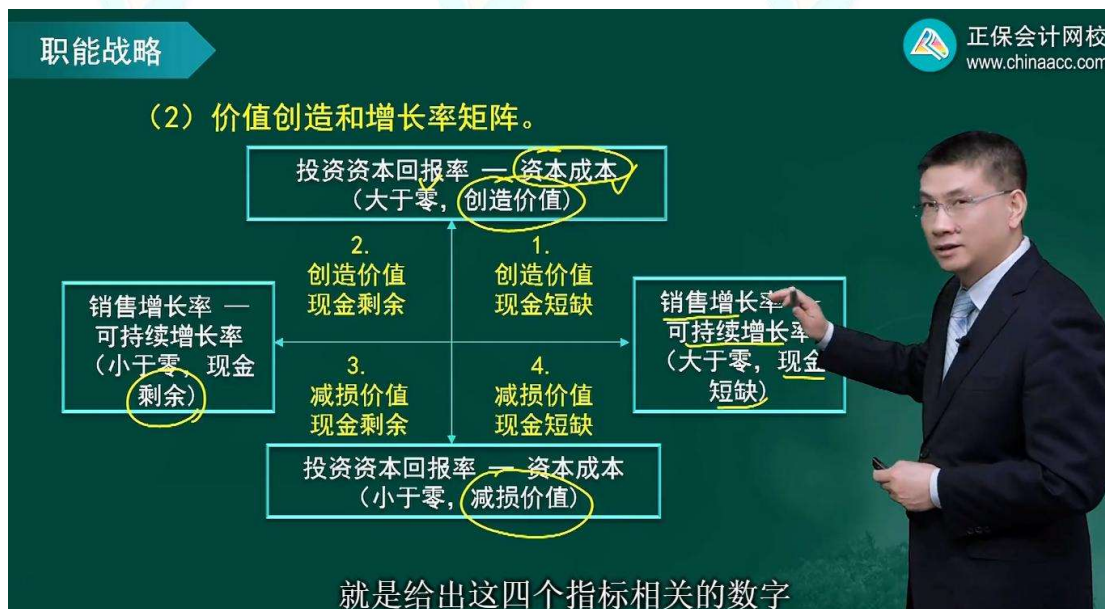 职能战略
正保会计网校
www.chinaacc.com
（2）价值创造和增长率矩阵。
投资资本回报率 — 资本成本
（大于零，创造价值）
2.
创造价值
现金剩余
1.
创造价值
现金短缺
销售增长率 —
可持续增长率
（小于零，现金
剩余）
销售增长率 —
可持续增长率
（大于零，现金
短缺）
3.
减损价值
现金剩余
4.
减损价值
现金短缺
投资资本回报率 — 资本成本
（小于零，减损价值）
就是给出这四个指标相关的数字